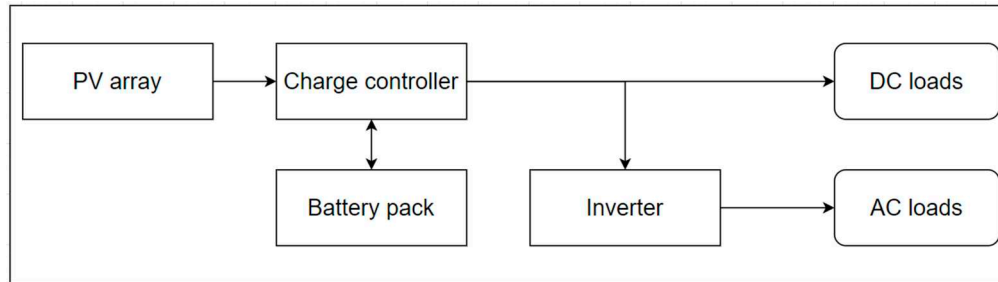 PV array
Charge controller
DC loads
Battery pack
Inverter
AC loads